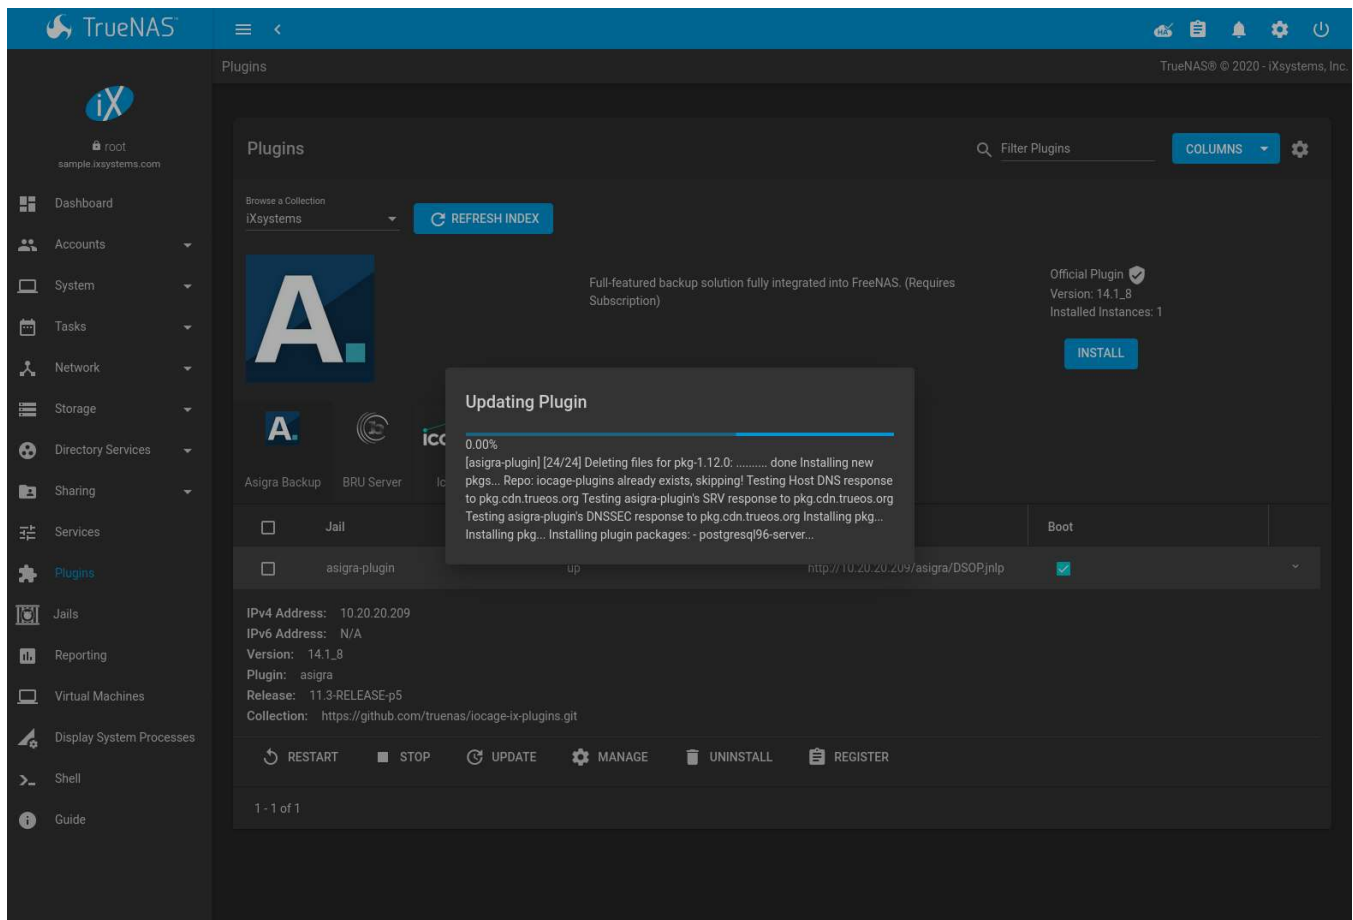 TrueNAS
Plugins
TrueNAS® © 2020 - iXsystems, Inc.
iX
root
sample.ixsystems.com
Dashboard
Accounts
System
Tasks
Network
Storage
Directory Services
Sharing
Services
Plugins
Jails
Reporting
Virtual Machines
Display System Processes
Shell
Guide
Plugins
Filter Plugins
COLUMNS
Browse a Collection
iXsystems
REFRESH INDEX
A.
Full-featured backup solution fully integrated into FreeNAS. (Requires
Subscription)
Official Plugin
Version: 14.1_8
Installed Instances: 1
INSTALL
A.
Asigra Backup
BRU Server
Updating Plugin
0.00%
[asigra-plugin] [24/24] Deleting files for pkg-1.12.0: .......... done Installing new
pkgs... Repo: iocage-plugins already exists, skipping! Testing Host DNS response
to pkg.cdn.trueos.org Testing asigra-plugin's SRV response to pkg.cdn.trueos.org
Testing asigra-plugin's DNSSEC response to pkg.cdn.trueos.org Installing pkg...
Installing pkg... Installing plugin packages: - postgresql96-server...
Jail
Boot
asigra-plugin
up
http://10.20.20.209/asigra/DSOP.jnlp
IPv4 Address: 10.20.20.209
IPv6 Address: N/A
Version: 14.1_8
Plugin: asigra
Release: 11.3-RELEASE-p5
Collection: https://github.com/truenas/iocage-ix-plugins.git
RESTART
STOP
UPDATE
MANAGE
UNINSTALL
REGISTER
1 - 1 of 1